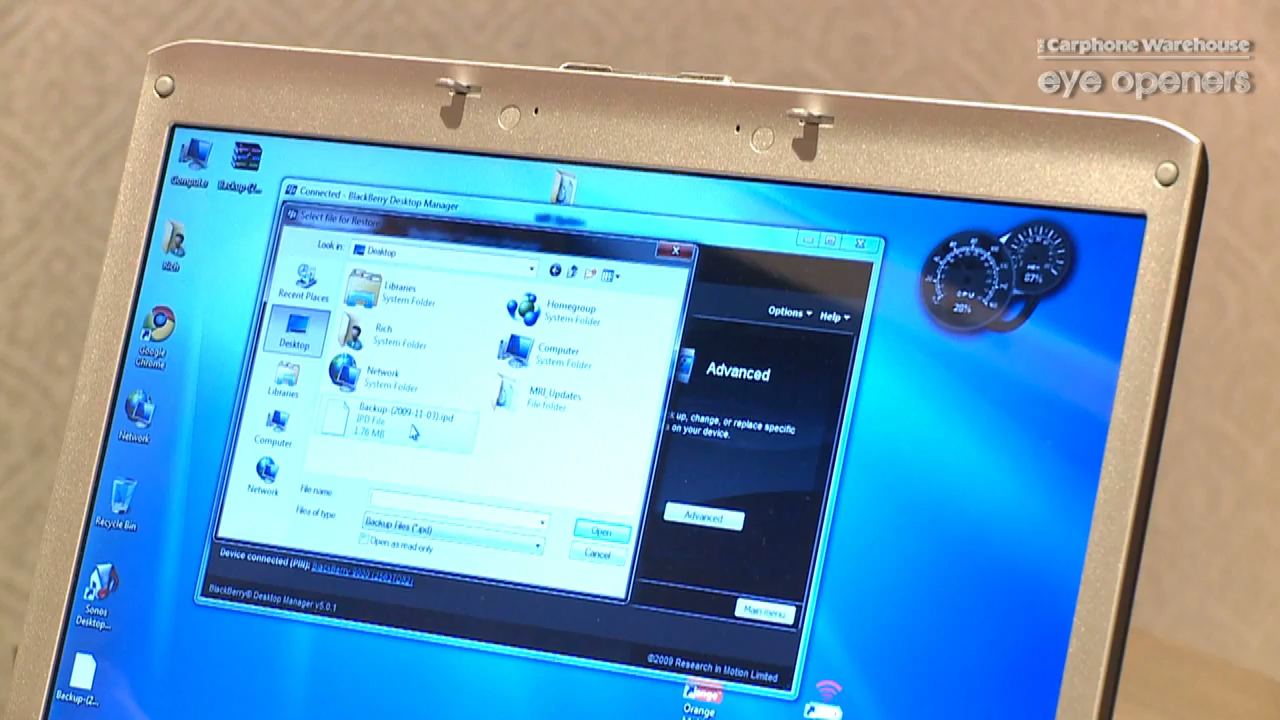 THE Carphone Warehouse
eye openers
Computer
Backup-(2...
Rich
Google
Chrome
Network
Recycle Bin
Sonos
Desktop...
Backup-(2...
Connected - BlackBerry Desktop Manager
Select file for Restore
Look in:
Desktop
Recent Places
Desktop
Libraries
Computer
Network
Libraries
System Folder
Homegroup
System Folder
Rich
System Folder
Computer
System Folder
Network
System Folder
MRI_Updates
File folder
Backup-(2009-11-03).ipd
IPD File
1.76 MB
File name
Files of type
Backup Files (*.ipd)
Open as read only
Open
Cancel
Options
Help
Advanced
up, change, or replace specific
on your device.
Advanced
Main menu
Device connected (PIN):
BlackBerry® Desktop Manager v5.0.1
©2009 Research In Motion Limited
CPU
20%
87%
Orange